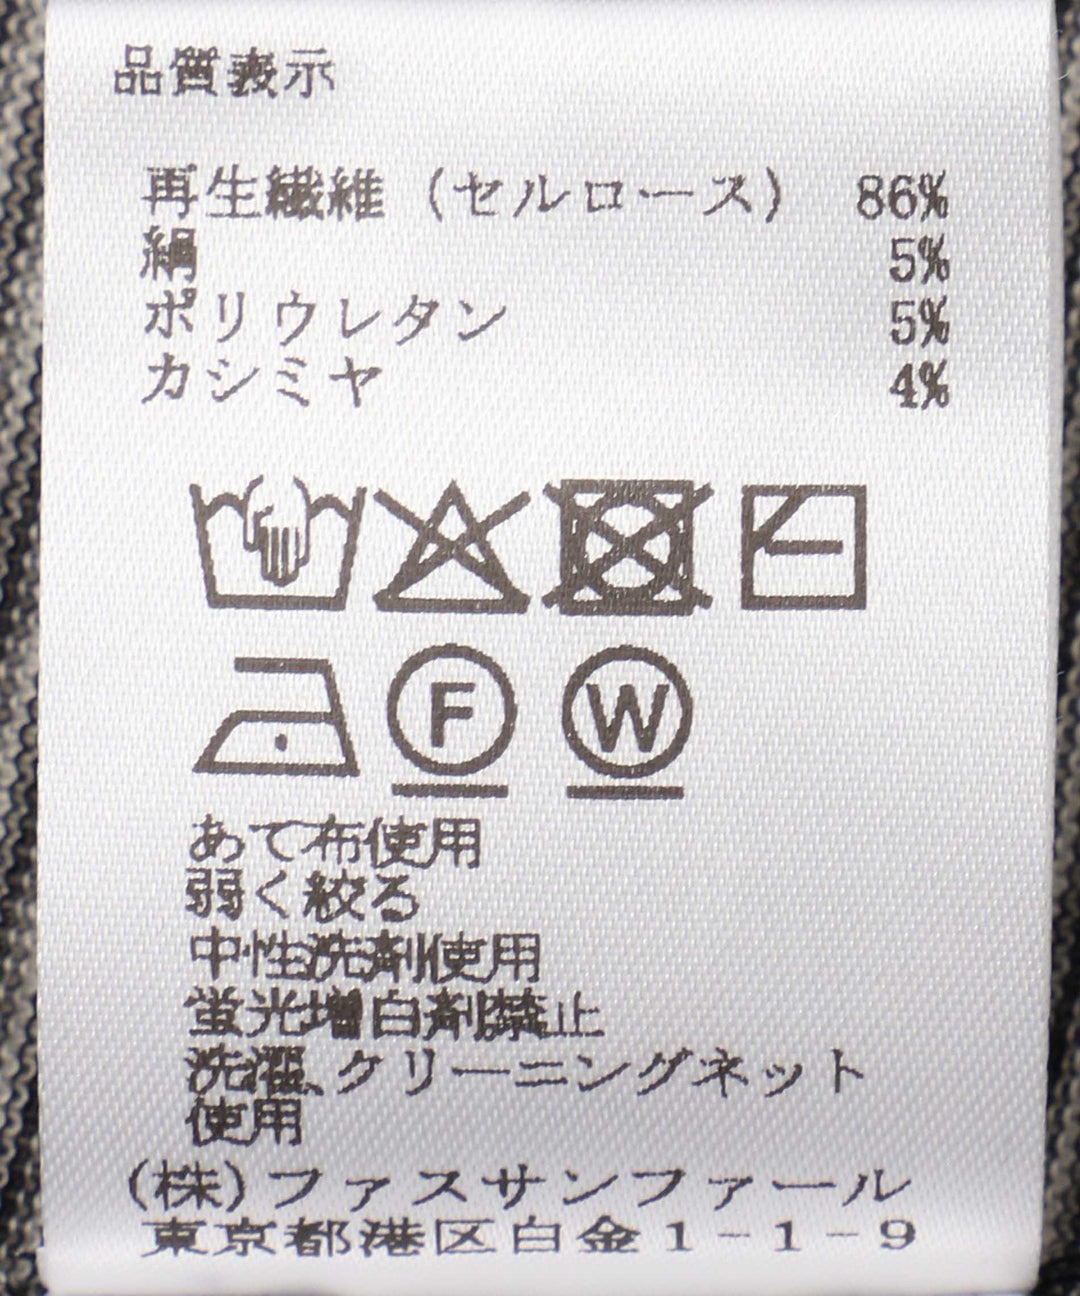 品質表示
再生繊維（セルロース） 86%
絹 5%
ポリウレタン 5%
カシミヤ 4%
F W
あて布使用
弱く絞る
中性洗剤使用
蛍光増白剤禁止
洗濯、クリーニングネット
使用
(株)ファスサンファール
東京都港区白金1-1-9